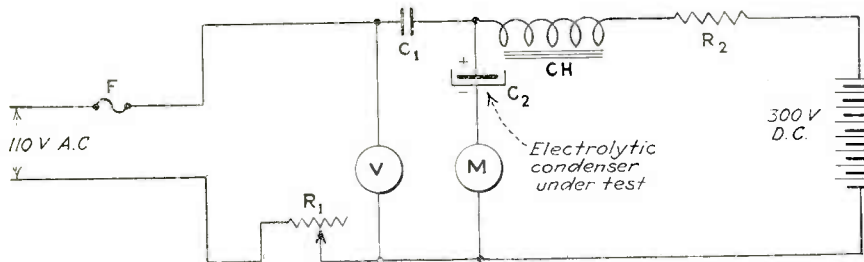 F
110 V A.C
R1
V
C1
+
−
C2
M
CH
R2
Electrolytic
condenser
under test
300 V
D.C.